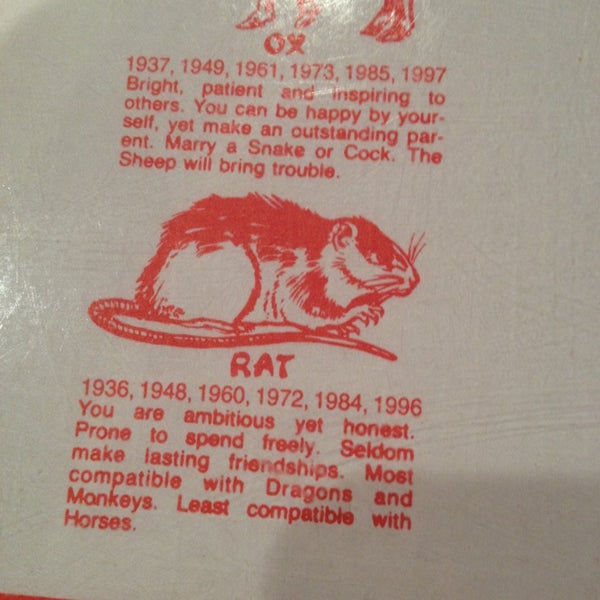 OX
1937, 1949, 1961, 1973, 1985, 1997
Bright, patient and inspiring to
others. You can be happy by your-
self, yet make an outstanding par-
ent. Marry a Snake or Cock. The
Sheep will bring trouble.
RAT
1936, 1948, 1960, 1972, 1984, 1996
You are ambitious yet honest.
Prone to spend freely. Seldom
make lasting friendships. Most
compatible with Dragons and
Monkeys. Least compatible with
Horses.